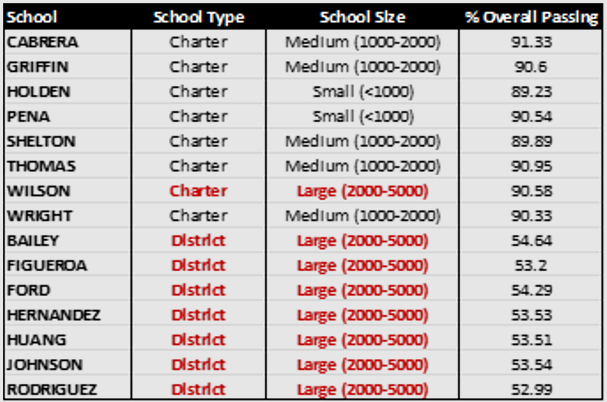 School School Type School Size % Overall Passing
CABRERA Charter Medium (1000-2000) 91.33
GRIFFIN Charter Medium (1000-2000) 90.6
HOLDEN Charter Small (<1000) 89.23
PENA Charter Small (<1000) 90.54
SHELTON Charter Medium (1000-2000) 89.89
THOMAS Charter Medium (1000-2000) 90.95
WILSON Charter Large (2000-5000) 90.58
WRIGHT Charter Medium (1000-2000) 90.33
BAILEY District Large (2000-5000) 54.64
FIGUEROA District Large (2000-5000) 53.2
FORD District Large (2000-5000) 54.29
HERNANDEZ District Large (2000-5000) 53.53
HUANG District Large (2000-5000) 53.51
JOHNSON District Large (2000-5000) 53.54
RODRIGUEZ District Large (2000-5000) 52.99